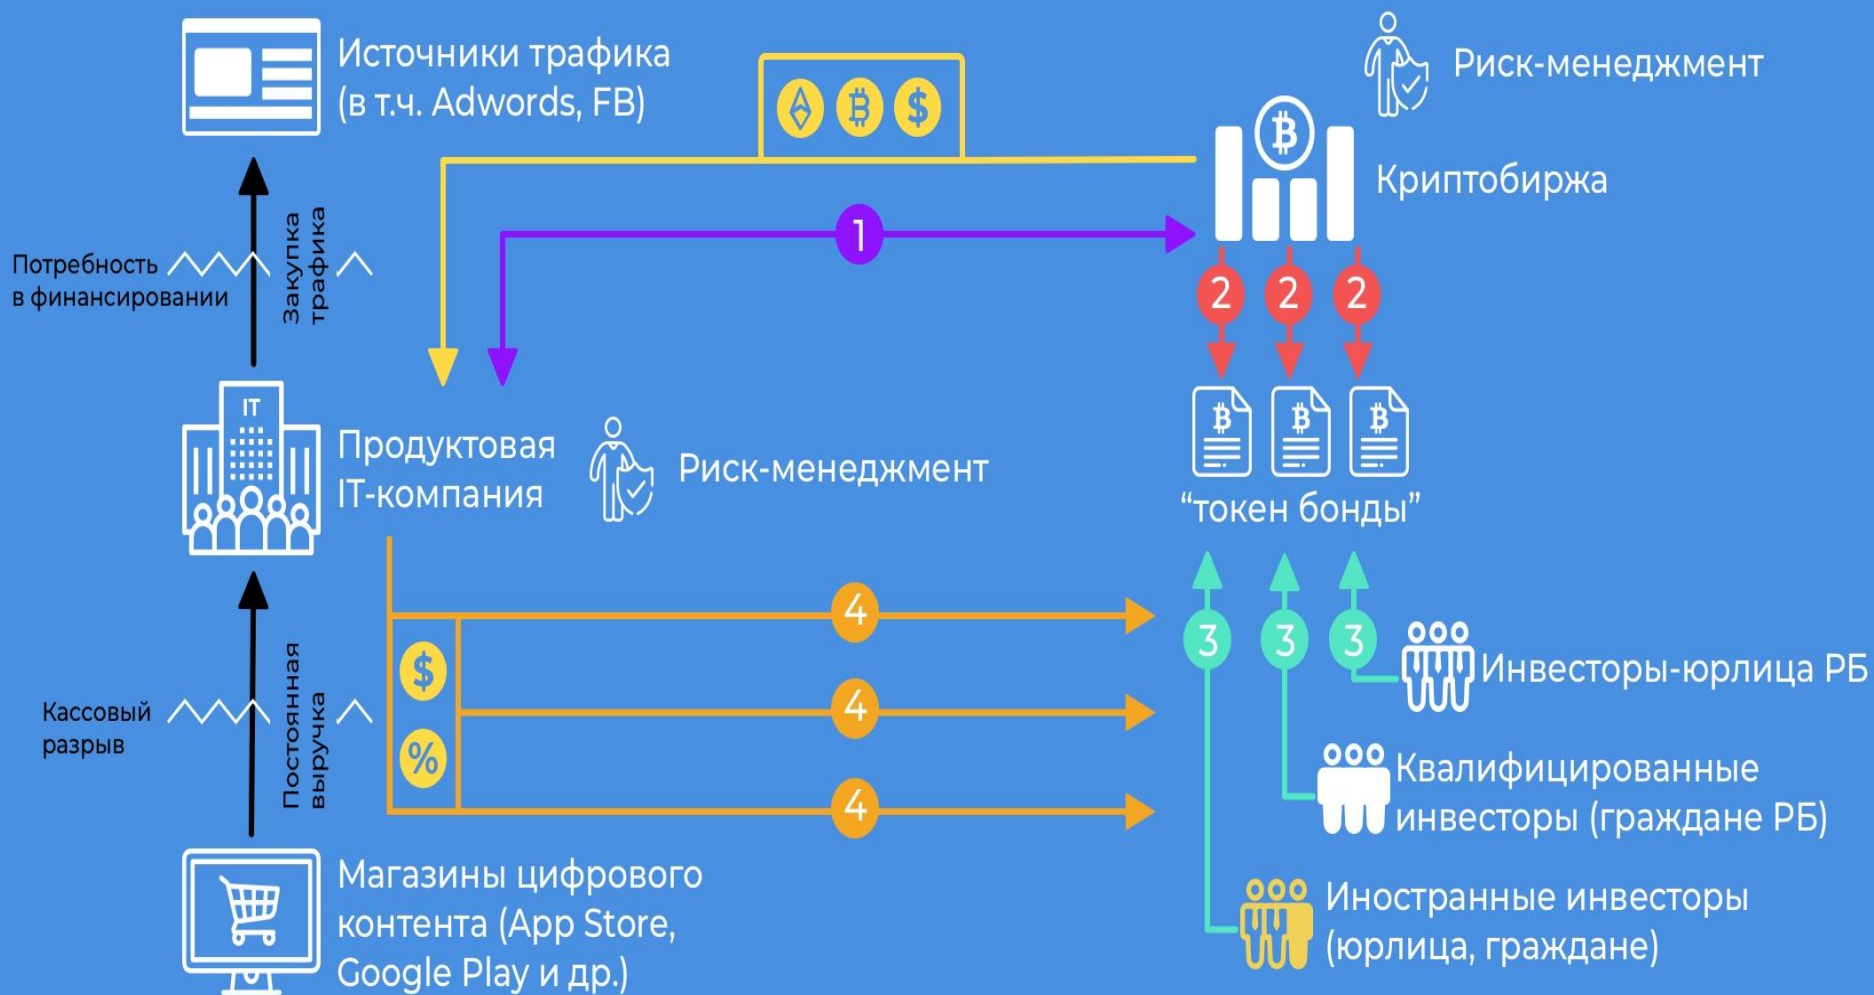 Источники трафика
(в т.ч. Adwords, FB)
$
Риск-менеджмент
Криптобиржа
1
Потребность
в финансировании
Закупка
трафика
2
2
2
IT
Продуктовая
IT-компания
Риск-менеджмент
“токен бонды”
4
$
3
3
3
Инвесторы-юрлица РБ
Кассовый
разрыв
Постоянная
выручка
4
%
Квалифицированные
инвесторы (граждане РБ)
4
Магазины цифрового
контента (App Store,
Google Play и др.)
Иностранные инвесторы
(юрлица, граждане)